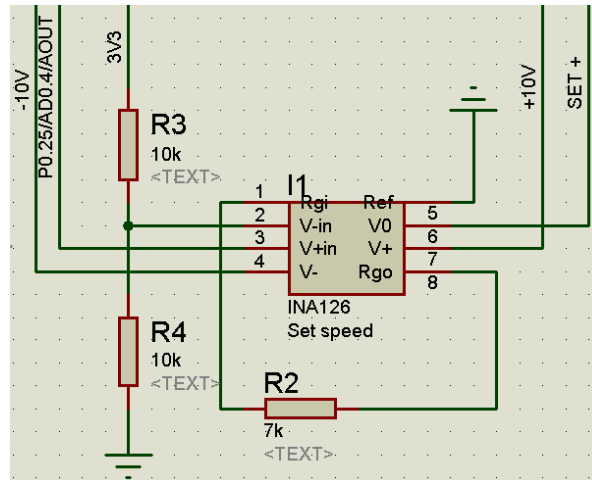 -10V
P0.25/AD0.4/AOUT
3V3
+10V
SET +
R3
10k
<TEXT>
I1
1
2
3
4
Rgi
V-in
V+in
V-
Ref
V0
V+
Rgo
5
6
7
8
INA126
Set speed
R4
10k
<TEXT>
R2
7k
<TEXT>